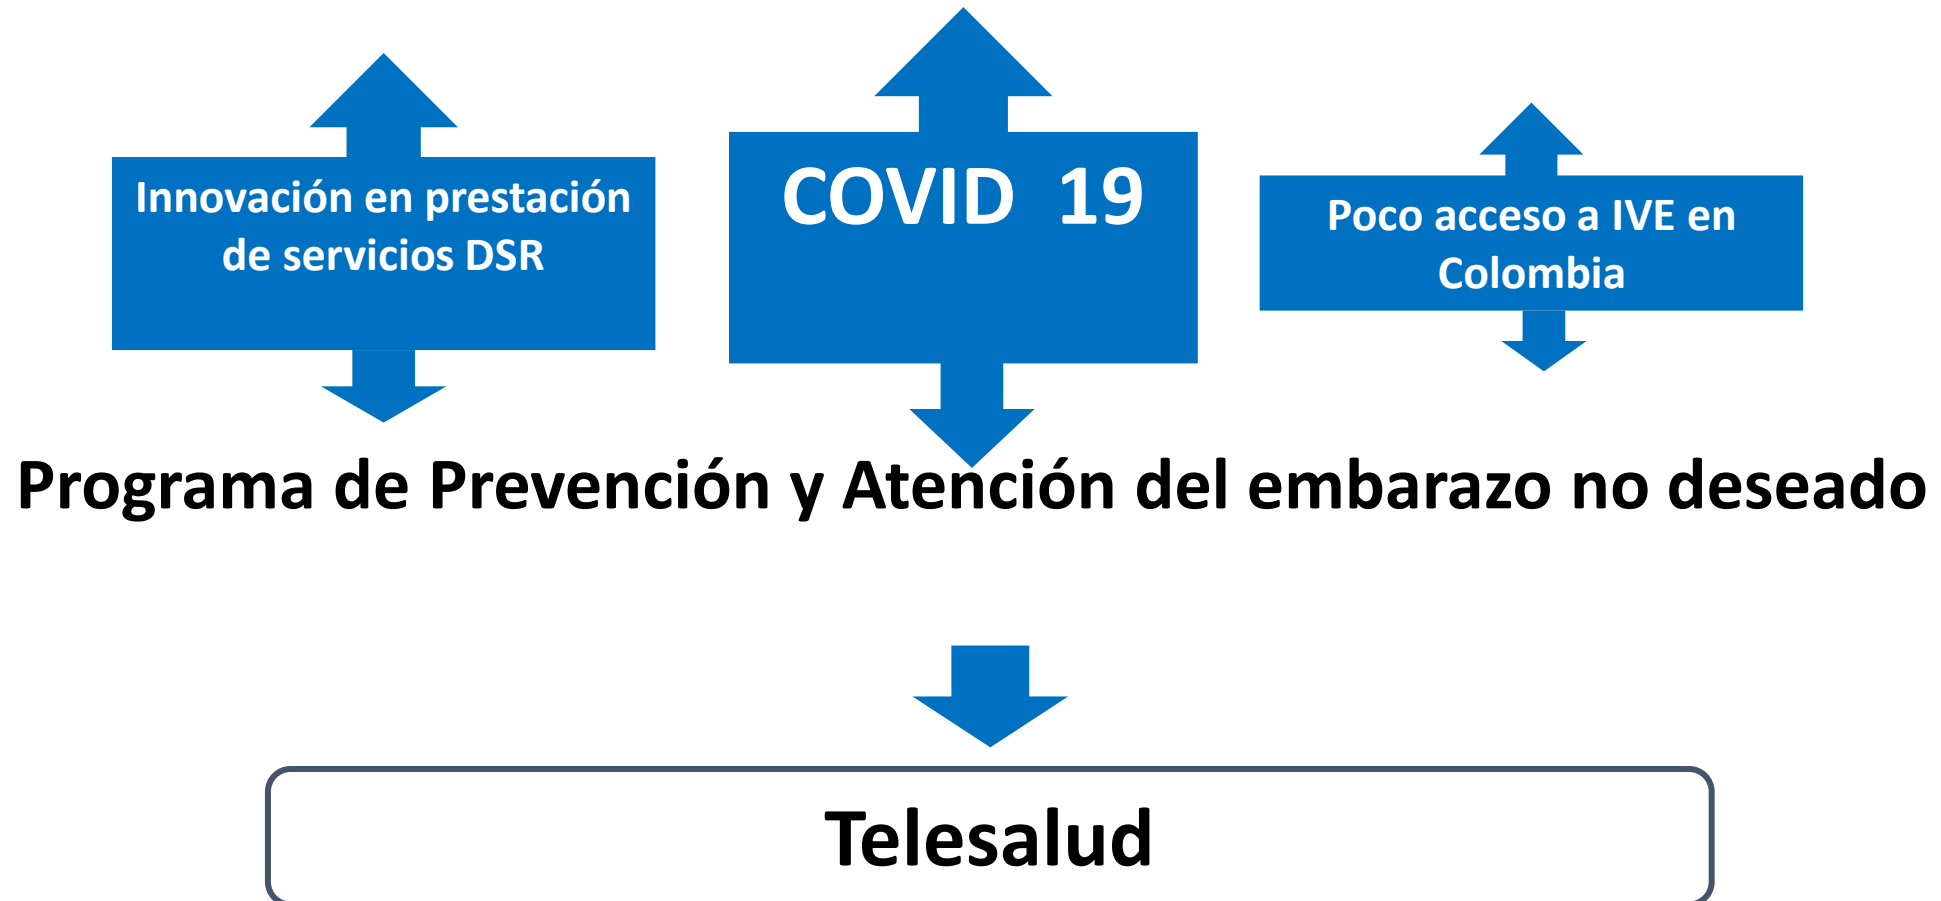 Innovación en prestación
de servicios DSR
COVID 19
Poco acceso a IVE en
Colombia
Programa de Prevención y Atención del embarazo no deseado
Telesalud